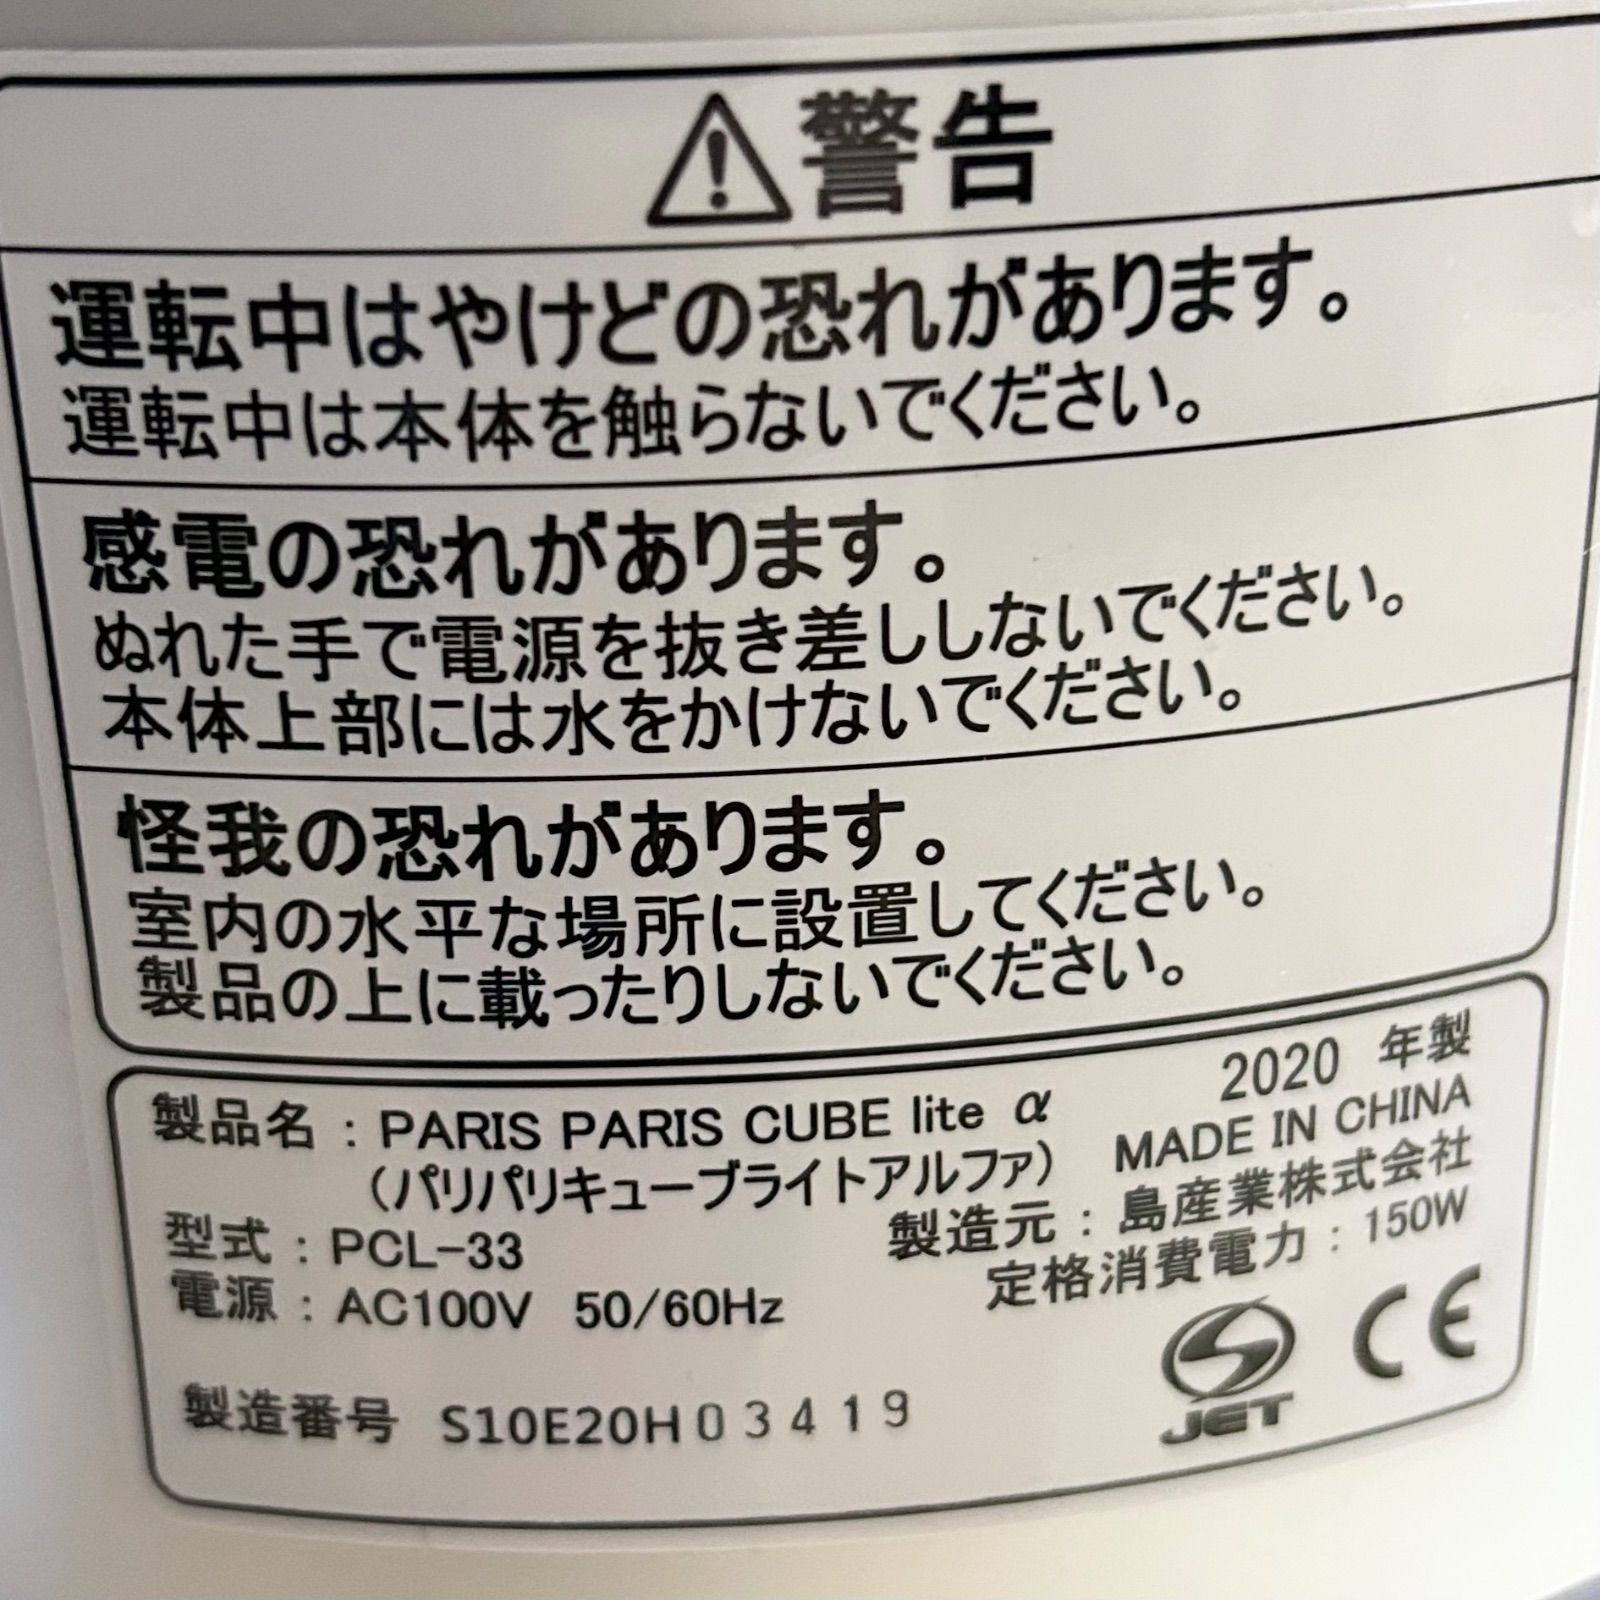 警告
運転中はやけどの恐れがあります。
運転中は本体を触らないでください。
感電の恐れがあります。
ぬれた手で電源を抜き差ししないでください。
本体上部には水をかけないでください。
怪我の恐れがあります。
室内の水平な場所に設置してください。
製品の上に載ったりしないでください。
製品名：PARIS PARIS CUBE lite α
（パリパリキューブライトアルファ）
型式：PCL-33
電源：AC100V 50/60Hz
製造番号 S10E20H03419
2020 年製
MADE IN CHINA
製造元：島産業株式会社
定格消費電力：150W
JET
CE